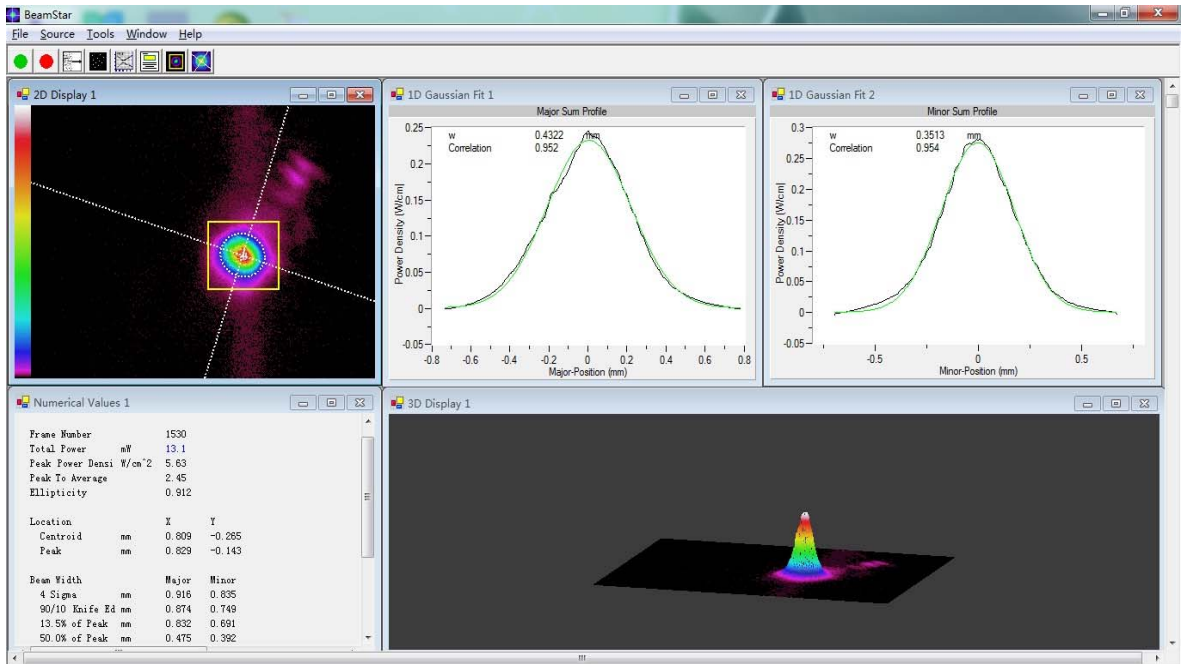 BeamStar
File Source Tools Window Help
2D Display 1
1D Gaussian Fit 1
Major Sum Profile
w 0.4322 mm
Correlation 0.952
0.25
0.2
0.15
0.1
0.05
0
-0.05
Power Density (W/cm)
-0.8 -0.6 -0.4 -0.2 0 0.2 0.4 0.6 0.8
Major-Position (mm)
1D Gaussian Fit 2
Minor Sum Profile
w 0.3513 mm
Correlation 0.954
0.3
0.25
0.2
0.15
0.1
0.05
0
-0.05
Power Density (W/cm)
-0.5 0 0.5
Minor-Position (mm)
Numerical Values 1
Frame Number 1530
Total Power mW 13.1
Peak Power Densi W/cm^2 5.63
Peak To Average 2.45
Ellipticity 0.912
Location X Y
Centroid mm 0.809 -0.265
Peak mm 0.829 -0.143
Beam Width Major Minor
4 Sigma mm 0.916 0.835
90/10 Knife Ed mm 0.874 0.749
13.5% of Peak mm 0.832 0.691
50.0% of Peak mm 0.475 0.392
3D Display 1